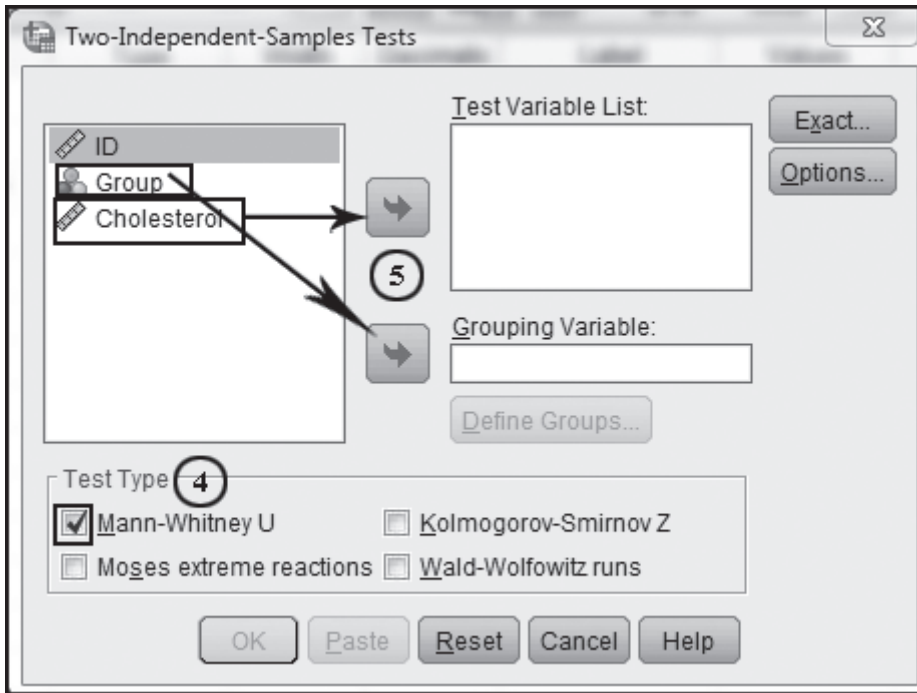 Two-Independent-Samples Tests
Test Variable List:
Exact...
Options...
ID
Group
Cholesterol
5
Grouping Variable:
Define Groups...
Test Type
4
Mann-Whitney U
Kolmogorov-Smirnov Z
Moses extreme reactions
Wald-Wolfowitz runs
OK
Paste
Reset
Cancel
Help